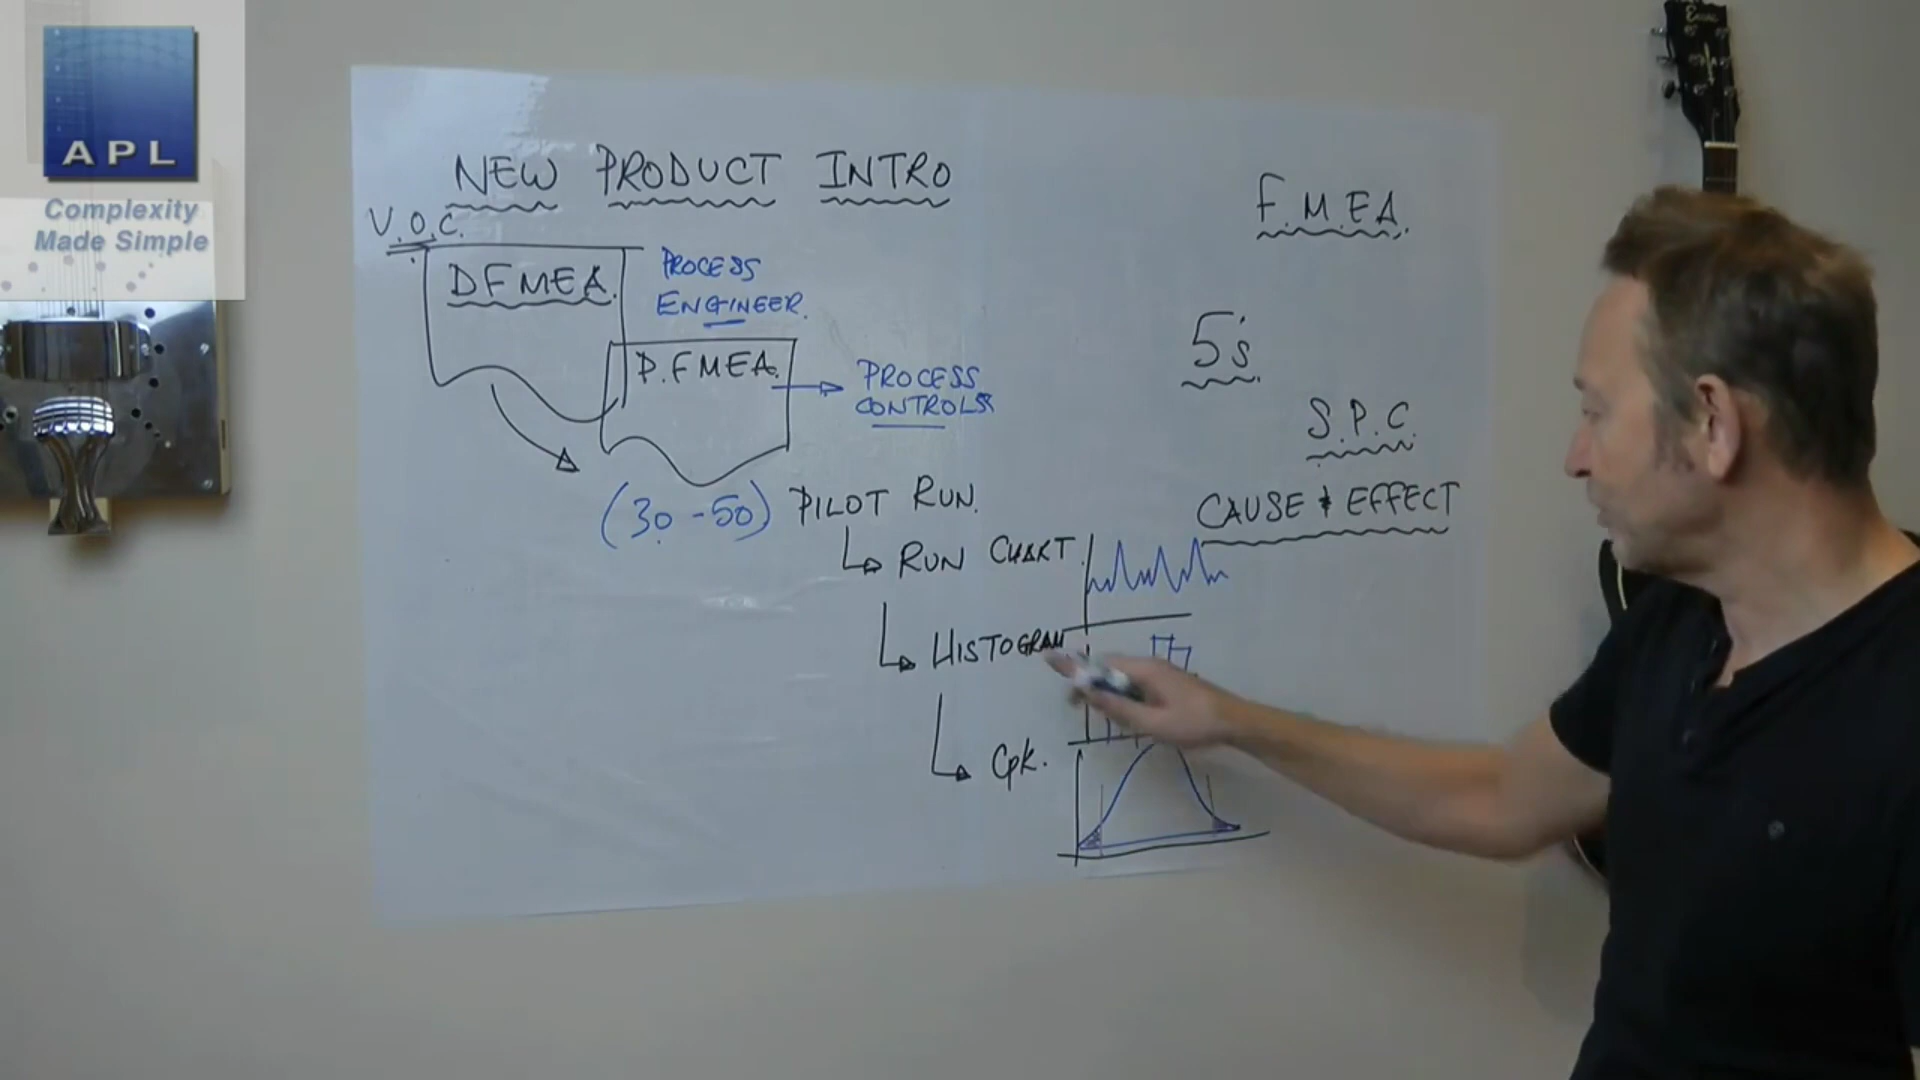 APL
Complexity
Made Simple
NEW PRODUCT INTRO
V.O.C.
DFMEA.
PROCESS
ENGINEER.
P.FMEA.
PROCESS
CONTROLS
(30-50) PILOT RUN.
RUN CHART.
HISTOGRAM
Cpk.
F.M.E.A.
5's
S.P.C.
CAUSE & EFFECT